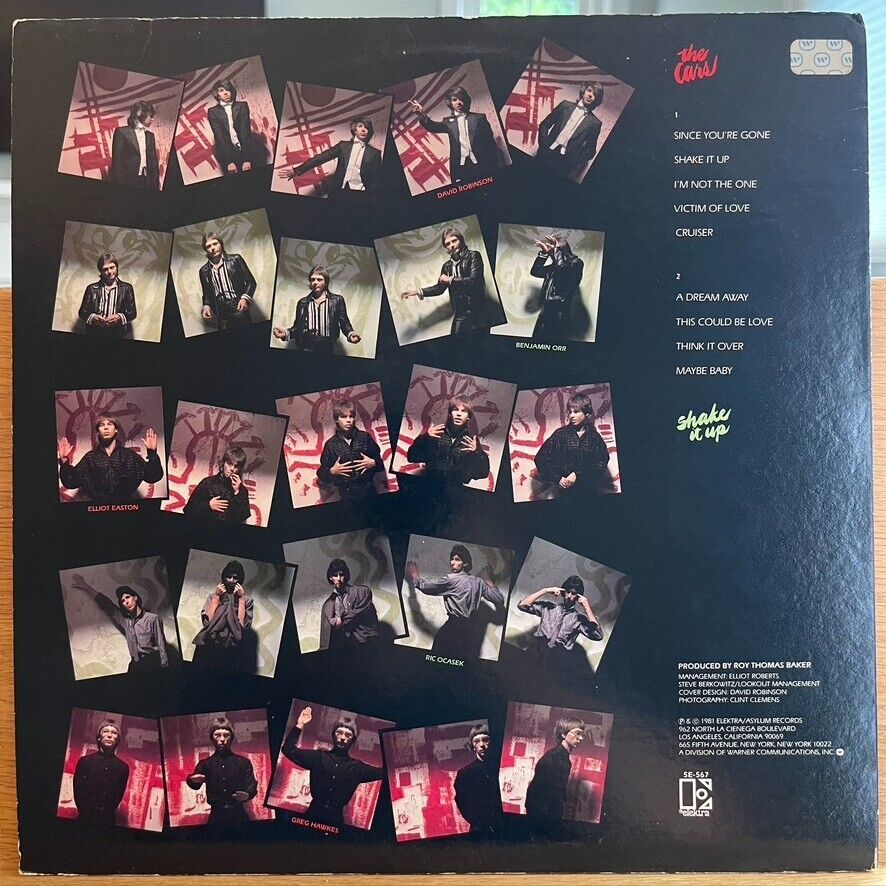 the
Cars
1
SINCE YOU'RE GONE
SHAKE IT UP
I'M NOT THE ONE
VICTIM OF LOVE
CRUISER
2
A DREAM AWAY
THIS COULD BE LOVE
THINK IT OVER
MAYBE BABY
shake
it up
DAVID ROBINSON
BENJAMIN ORR
ELLIOT EASTON
RIC OCASEK
GREG HAWKES
PRODUCED BY ROY THOMAS BAKER
MANAGEMENT: ELLIOT ROBERTS
STEVE BERKOWITZ/LOOKOUT MANAGEMENT
COVER DESIGN: DAVID ROBINSON
PHOTOGRAPHY: CLINT CLEMENS
℗ & © 1981 ELEKTRA/ASYLUM RECORDS
962 NORTH LA CIENEGA BOULEVARD
LOS ANGELES, CALIFORNIA 90069
665 FIFTH AVENUE, NEW YORK, NEW YORK 10022
A DIVISION OF WARNER COMMUNICATIONS, INC
5E-567
elektra